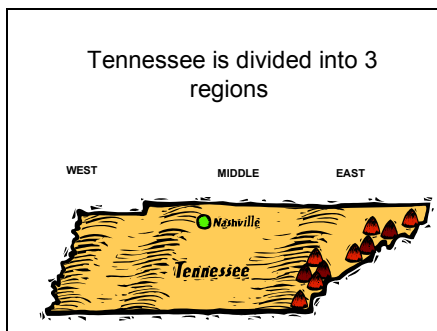 Tennessee is divided into 3
regions
WEST MIDDLE EAST
Nashville
Tennessee